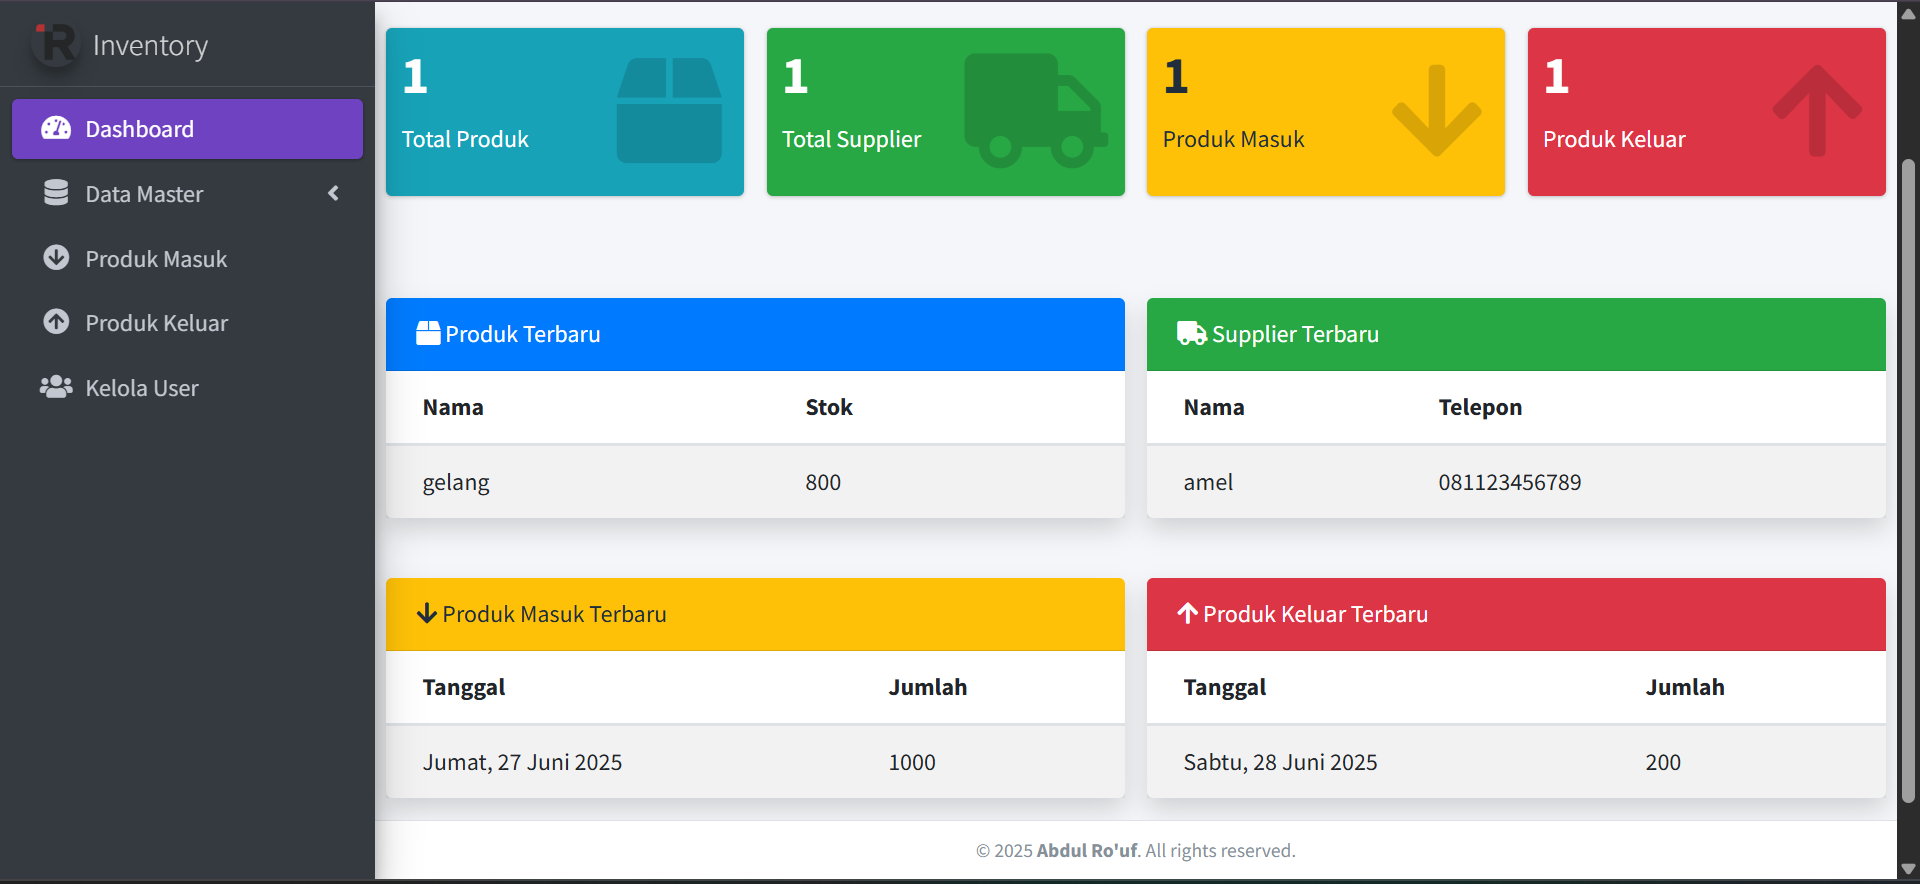 R Inventory
Dashboard
Data Master
Produk Masuk
Produk Keluar
Kelola User
1
Total Produk
1
Total Supplier
1
Produk Masuk
1
Produk Keluar
Produk Terbaru
Nama Stok
gelang 800
Supplier Terbaru
Nama Telepon
amel 081123456789
Produk Masuk Terbaru
Tanggal Jumlah
Jumat, 27 Juni 2025 1000
Produk Keluar Terbaru
Tanggal Jumlah
Sabtu, 28 Juni 2025 200
© 2025 Abdul Ro'uf. All rights reserved.